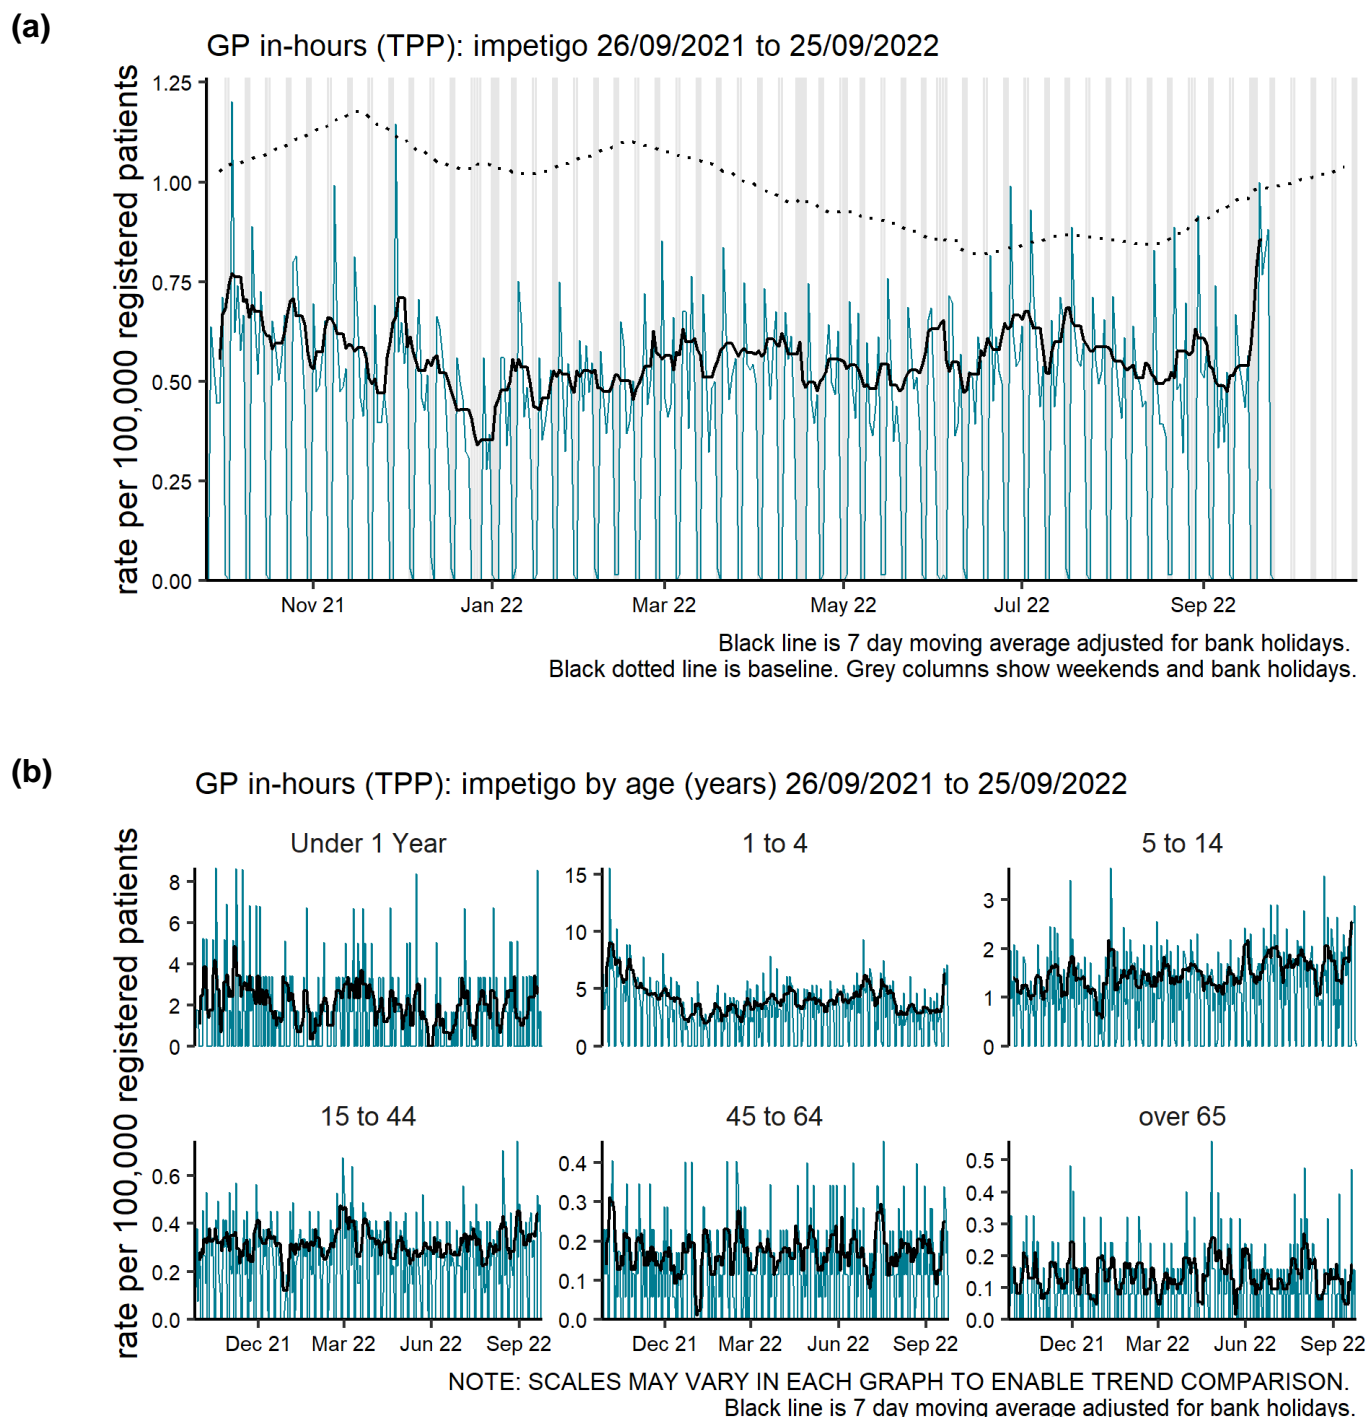 (a)
GP in-hours (TPP): impetigo 26/09/2021 to 25/09/2022
rate per 100,000 registered patients
1.25
1.00
0.75
0.50
0.25
0.00
Nov 21
Jan 22
Mar 22
May 22
Jul 22
Sep 22
Black line is 7 day moving average adjusted for bank holidays.
Black dotted line is baseline. Grey columns show weekends and bank holidays.
(b)
GP in-hours (TPP): impetigo by age (years) 26/09/2021 to 25/09/2022
rate per 100,000 registered patients
Under 1 Year
8
6
4
2
0
1 to 4
15
10
5
0
5 to 14
3
2
1
0
15 to 44
0.6
0.4
0.2
0.0
Dec 21
Mar 22
Jun 22
Sep 22
45 to 64
0.4
0.3
0.2
0.1
0.0
Dec 21
Mar 22
Jun 22
Sep 22
over 65
0.5
0.4
0.3
0.2
0.1
0.0
Dec 21
Mar 22
Jun 22
Sep 22
NOTE: SCALES MAY VARY IN EACH GRAPH TO ENABLE TREND COMPARISON.
Black line is 7 day moving average adjusted for bank holidays.